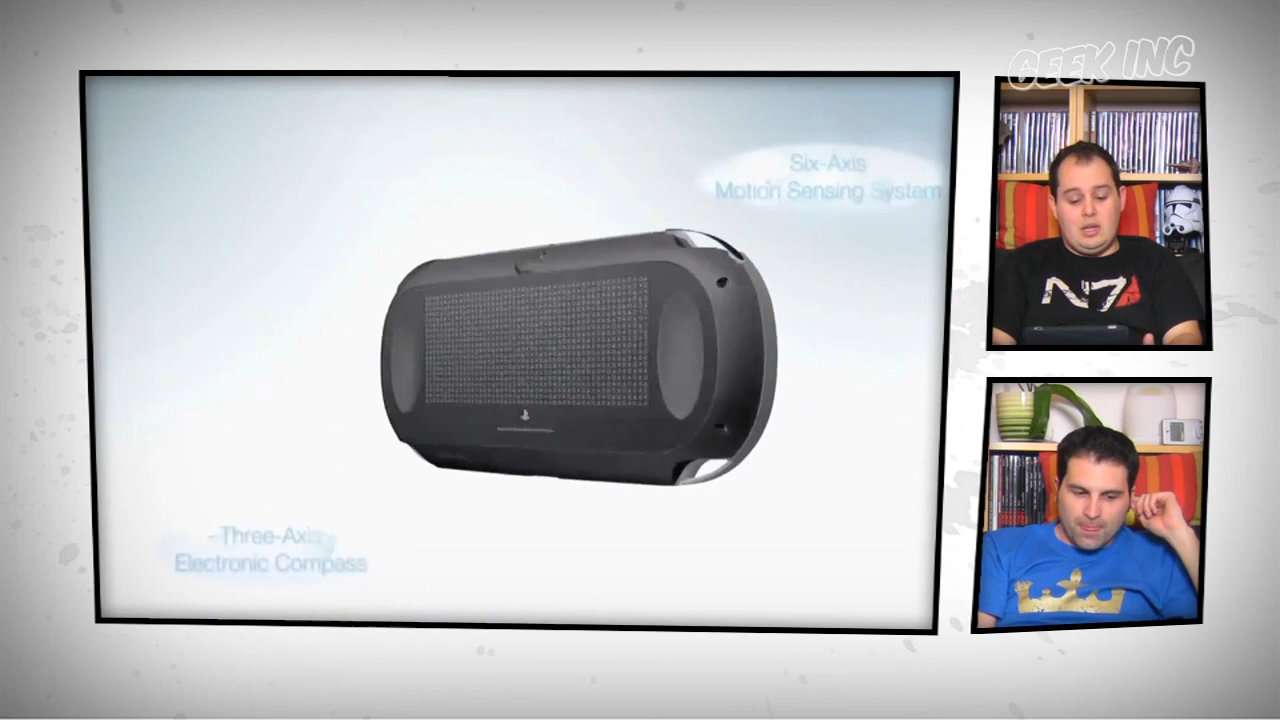 GEEK INC
Six-Axis
Motion Sensing System
N7
- Three-Axis
Electronic Compass